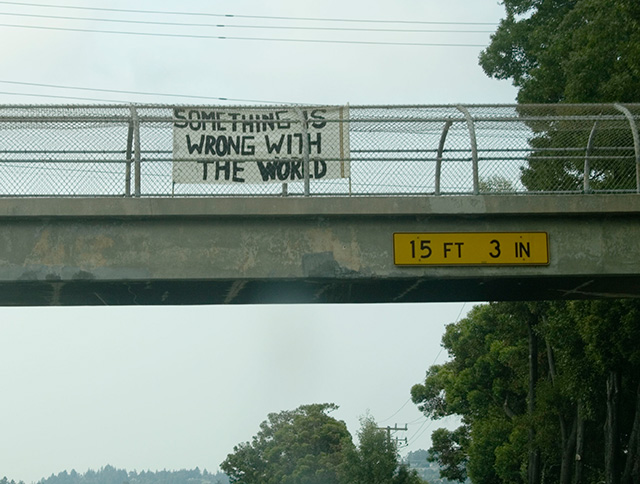 SOMETHING IS
WRONG WITH
THE WORLD
15 FT 3 IN